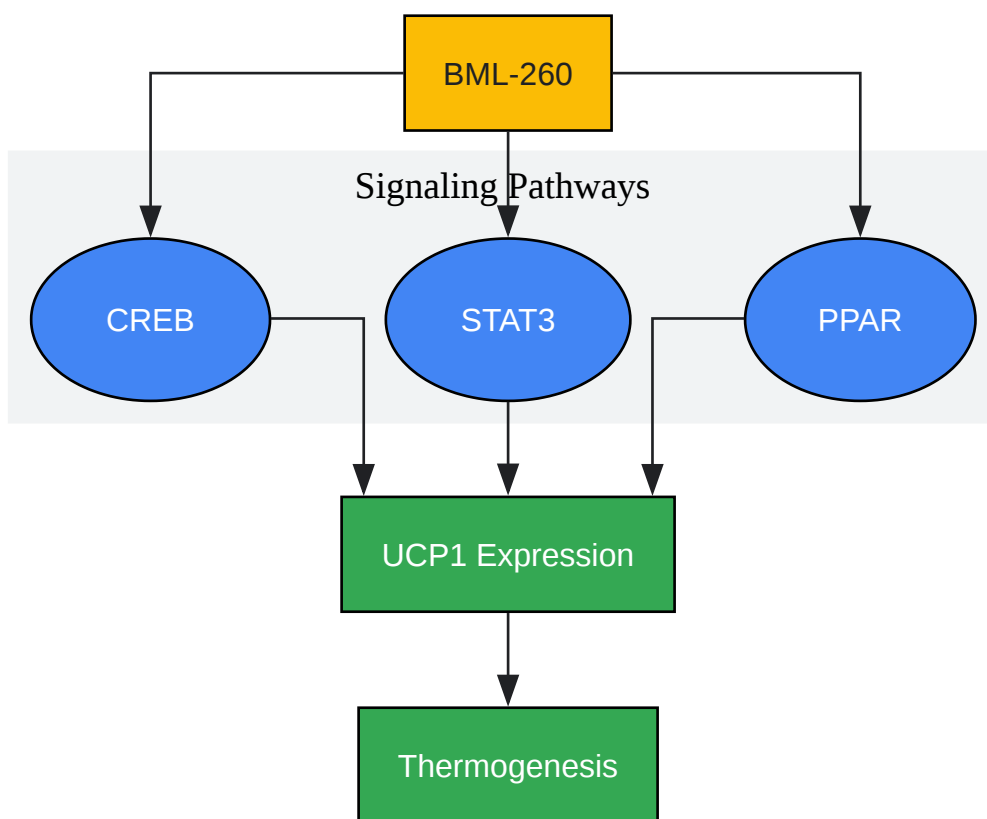 BML-260
Signaling Pathways
CREB
STAT3
PPAR
UCP1 Expression
Thermogenesis